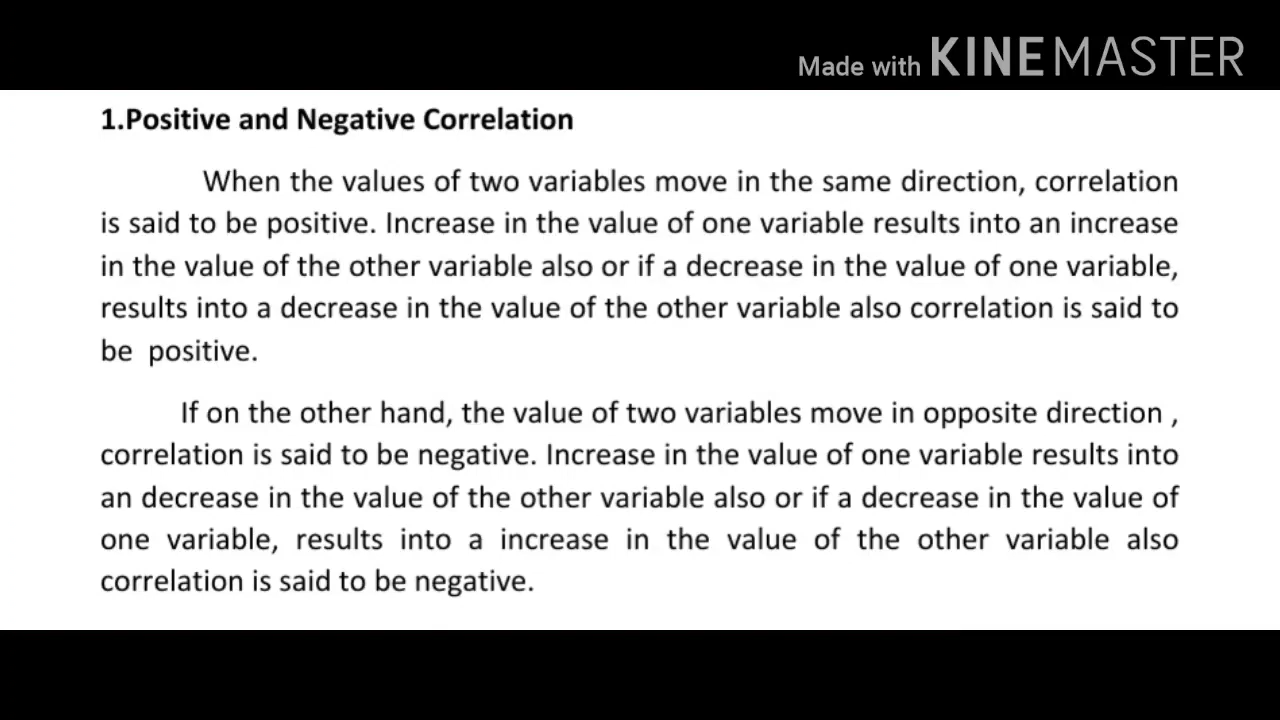 Made with KINEMASTER
1.Positive and Negative Correlation
When the values of two variables move in the same direction, correlation
is said to be positive. Increase in the value of one variable results into an increase
in the value of the other variable also or if a decrease in the value of one variable,
results into a decrease in the value of the other variable also correlation is said to
be positive.
If on the other hand, the value of two variables move in opposite direction ,
correlation is said to be negative. Increase in the value of one variable results into
an decrease in the value of the other variable also or if a decrease in the value of
one variable, results into a increase in the value of the other variable also
correlation is said to be negative.